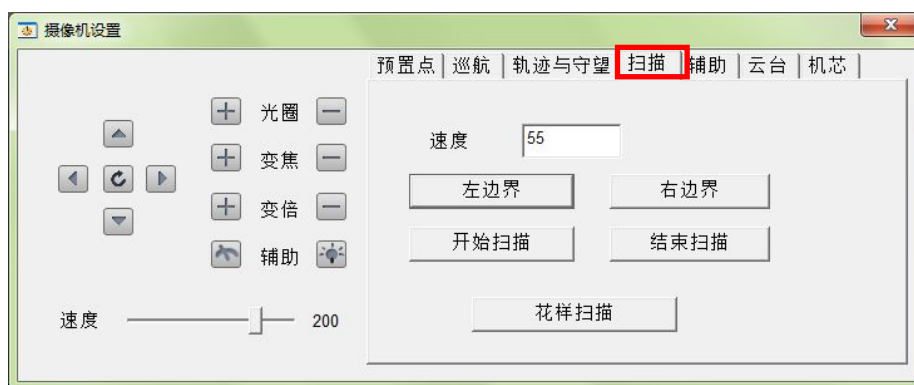 摄像机设置
预置点 巡航 轨迹与守望 扫描 辅助 云台 机芯
光圈
变焦
变倍
辅助
速度 200
速度 55
左边界 右边界
开始扫描 结束扫描
花样扫描